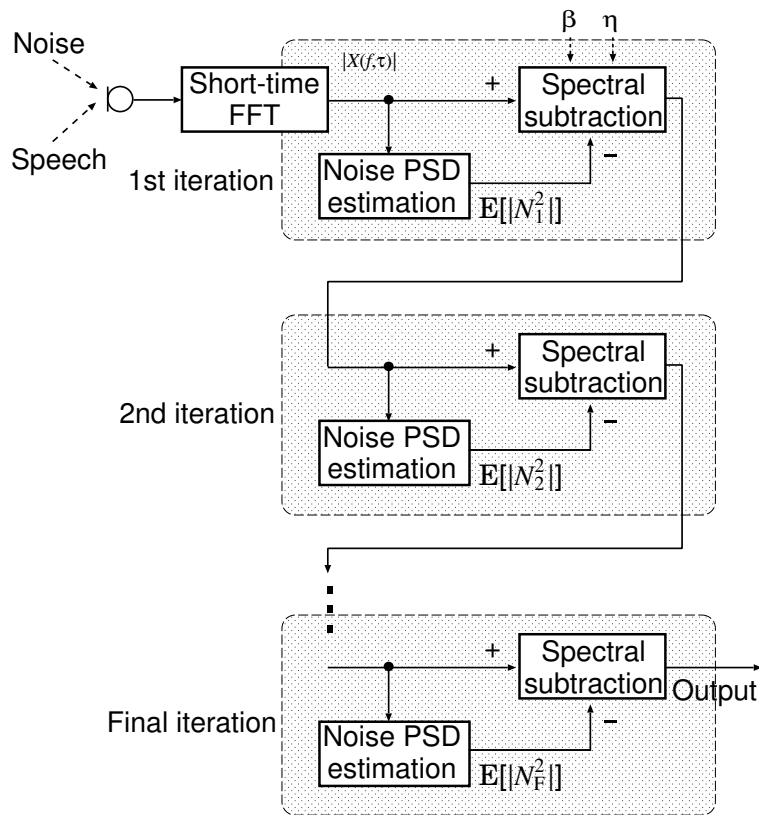 β η
Noise
|X(f,τ)|
Short-time
FFT
+
Spectral
subtraction
Speech
−
1st iteration
Noise PSD
estimation
E[|N₁²|]
+
Spectral
subtraction
2nd iteration
−
Noise PSD
estimation
E[|N₂²|]
+
Spectral
subtraction
Output
Final iteration
−
Noise PSD
estimation
E[|N_F²|]